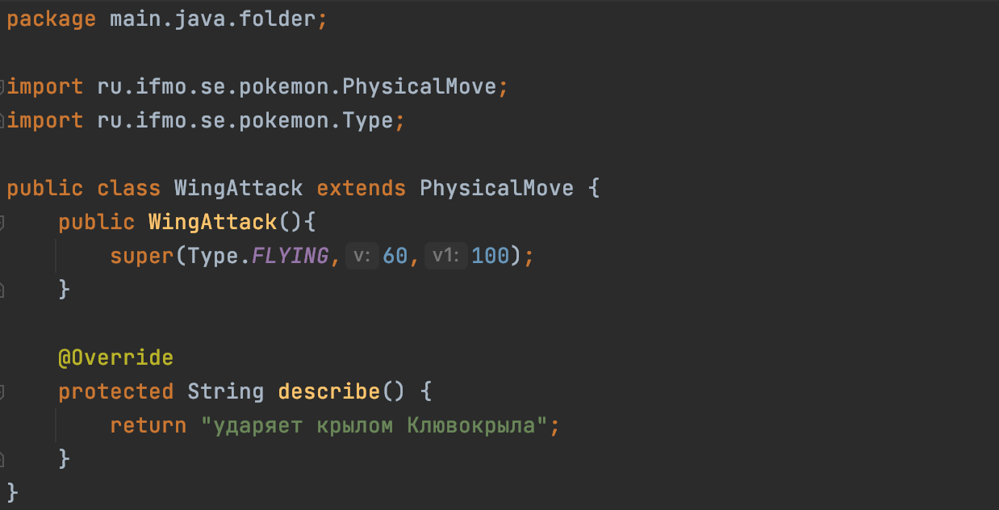 package main.java.folder;
import ru.ifmo.se.pokemon.PhysicalMove;
import ru.ifmo.se.pokemon.Type;
public class WingAttack extends PhysicalMove {
public WingAttack(){
super(Type.FLYING, v: 60, v1: 100);
}
@Override
protected String describe() {
return "ударяет крылом Клювокрыла";
}
}